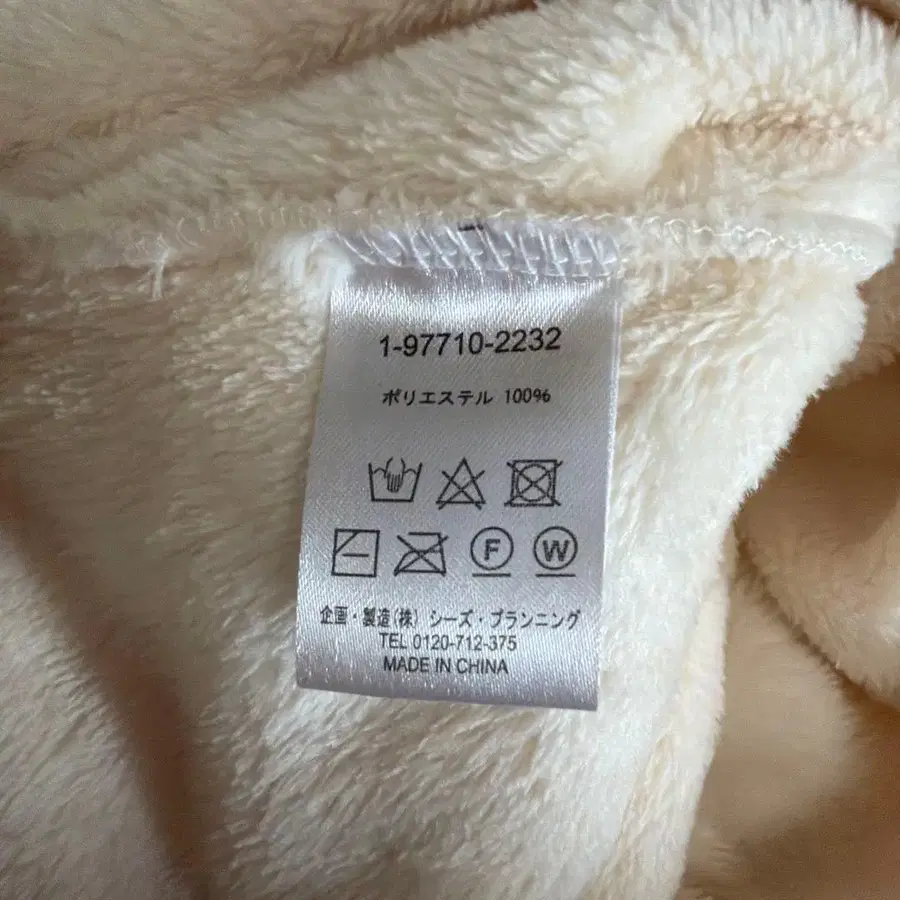 1-97710-2232
ポリエステル 100%
F W
企画・製造(株) シーズ・プランニング
TEL 0120-712-375
MADE IN CHINA